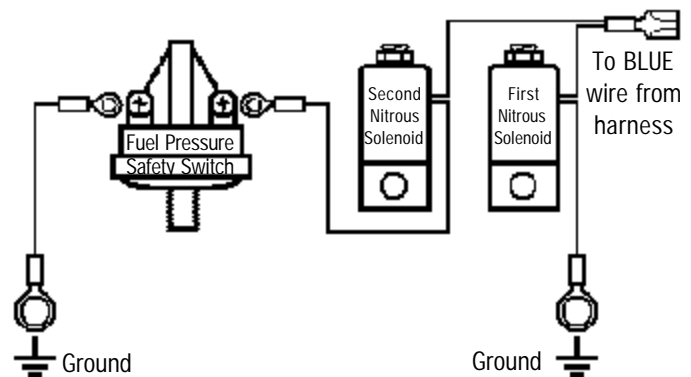 To BLUE
wire from
harness
Second
Nitrous
Solenoid
First
Nitrous
Solenoid
Fuel Pressure
Safety Switch
Ground
Ground